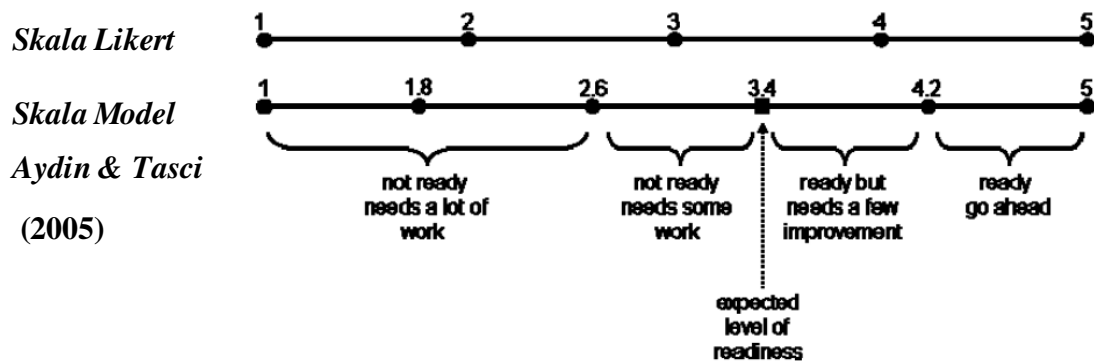 Skala Likert
1 2 3 4 5
Skala Model
1 1.8 2.6 3.4 4.2 5
Aydin & Tasci
(2005)
not ready
needs a lot of
work
not ready
needs some
work
ready but
needs a few
improvement
ready
go ahead
expected
level of
readiness